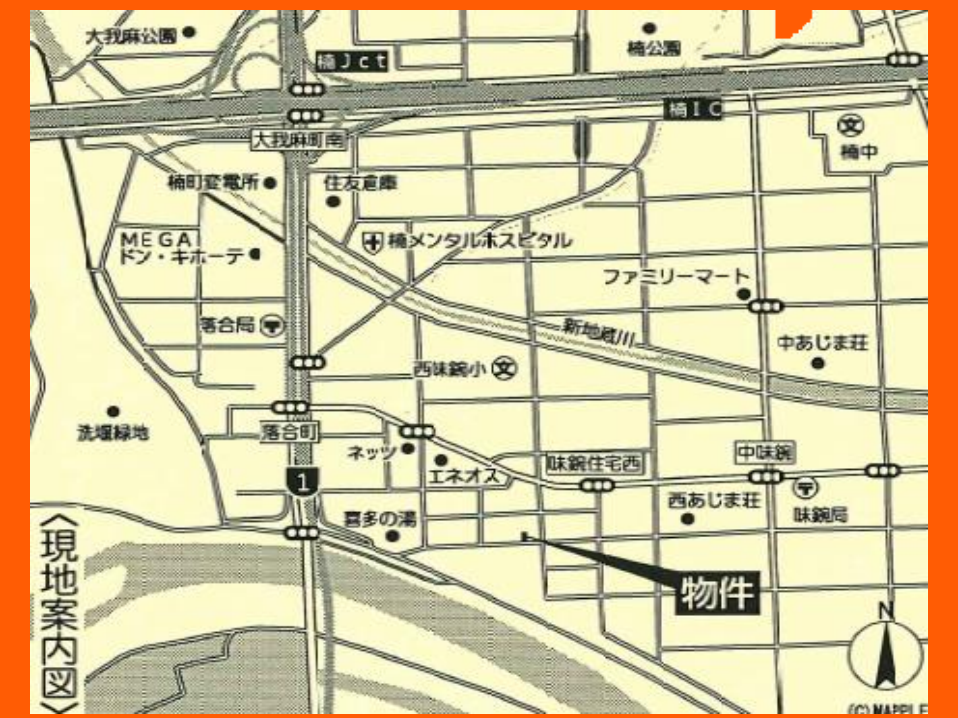 大我麻公園
楠Jct
楠公園
楠IC
大我麻町南
楠中
楠町変電所
住友倉庫
MEGA
ドン・キホーテ
楠メンタルホスピタル
ファミリーマート
落合局
新地蔵川
中あじま荘
西味鋺小
洗堰緑地
落合町
ネッツ
エネオス
味鋺住宅西
中味鋺
1
喜多の湯
西あじま荘
味鋺局
〈現地案内図〉
物件
N
(C)MAPPLE